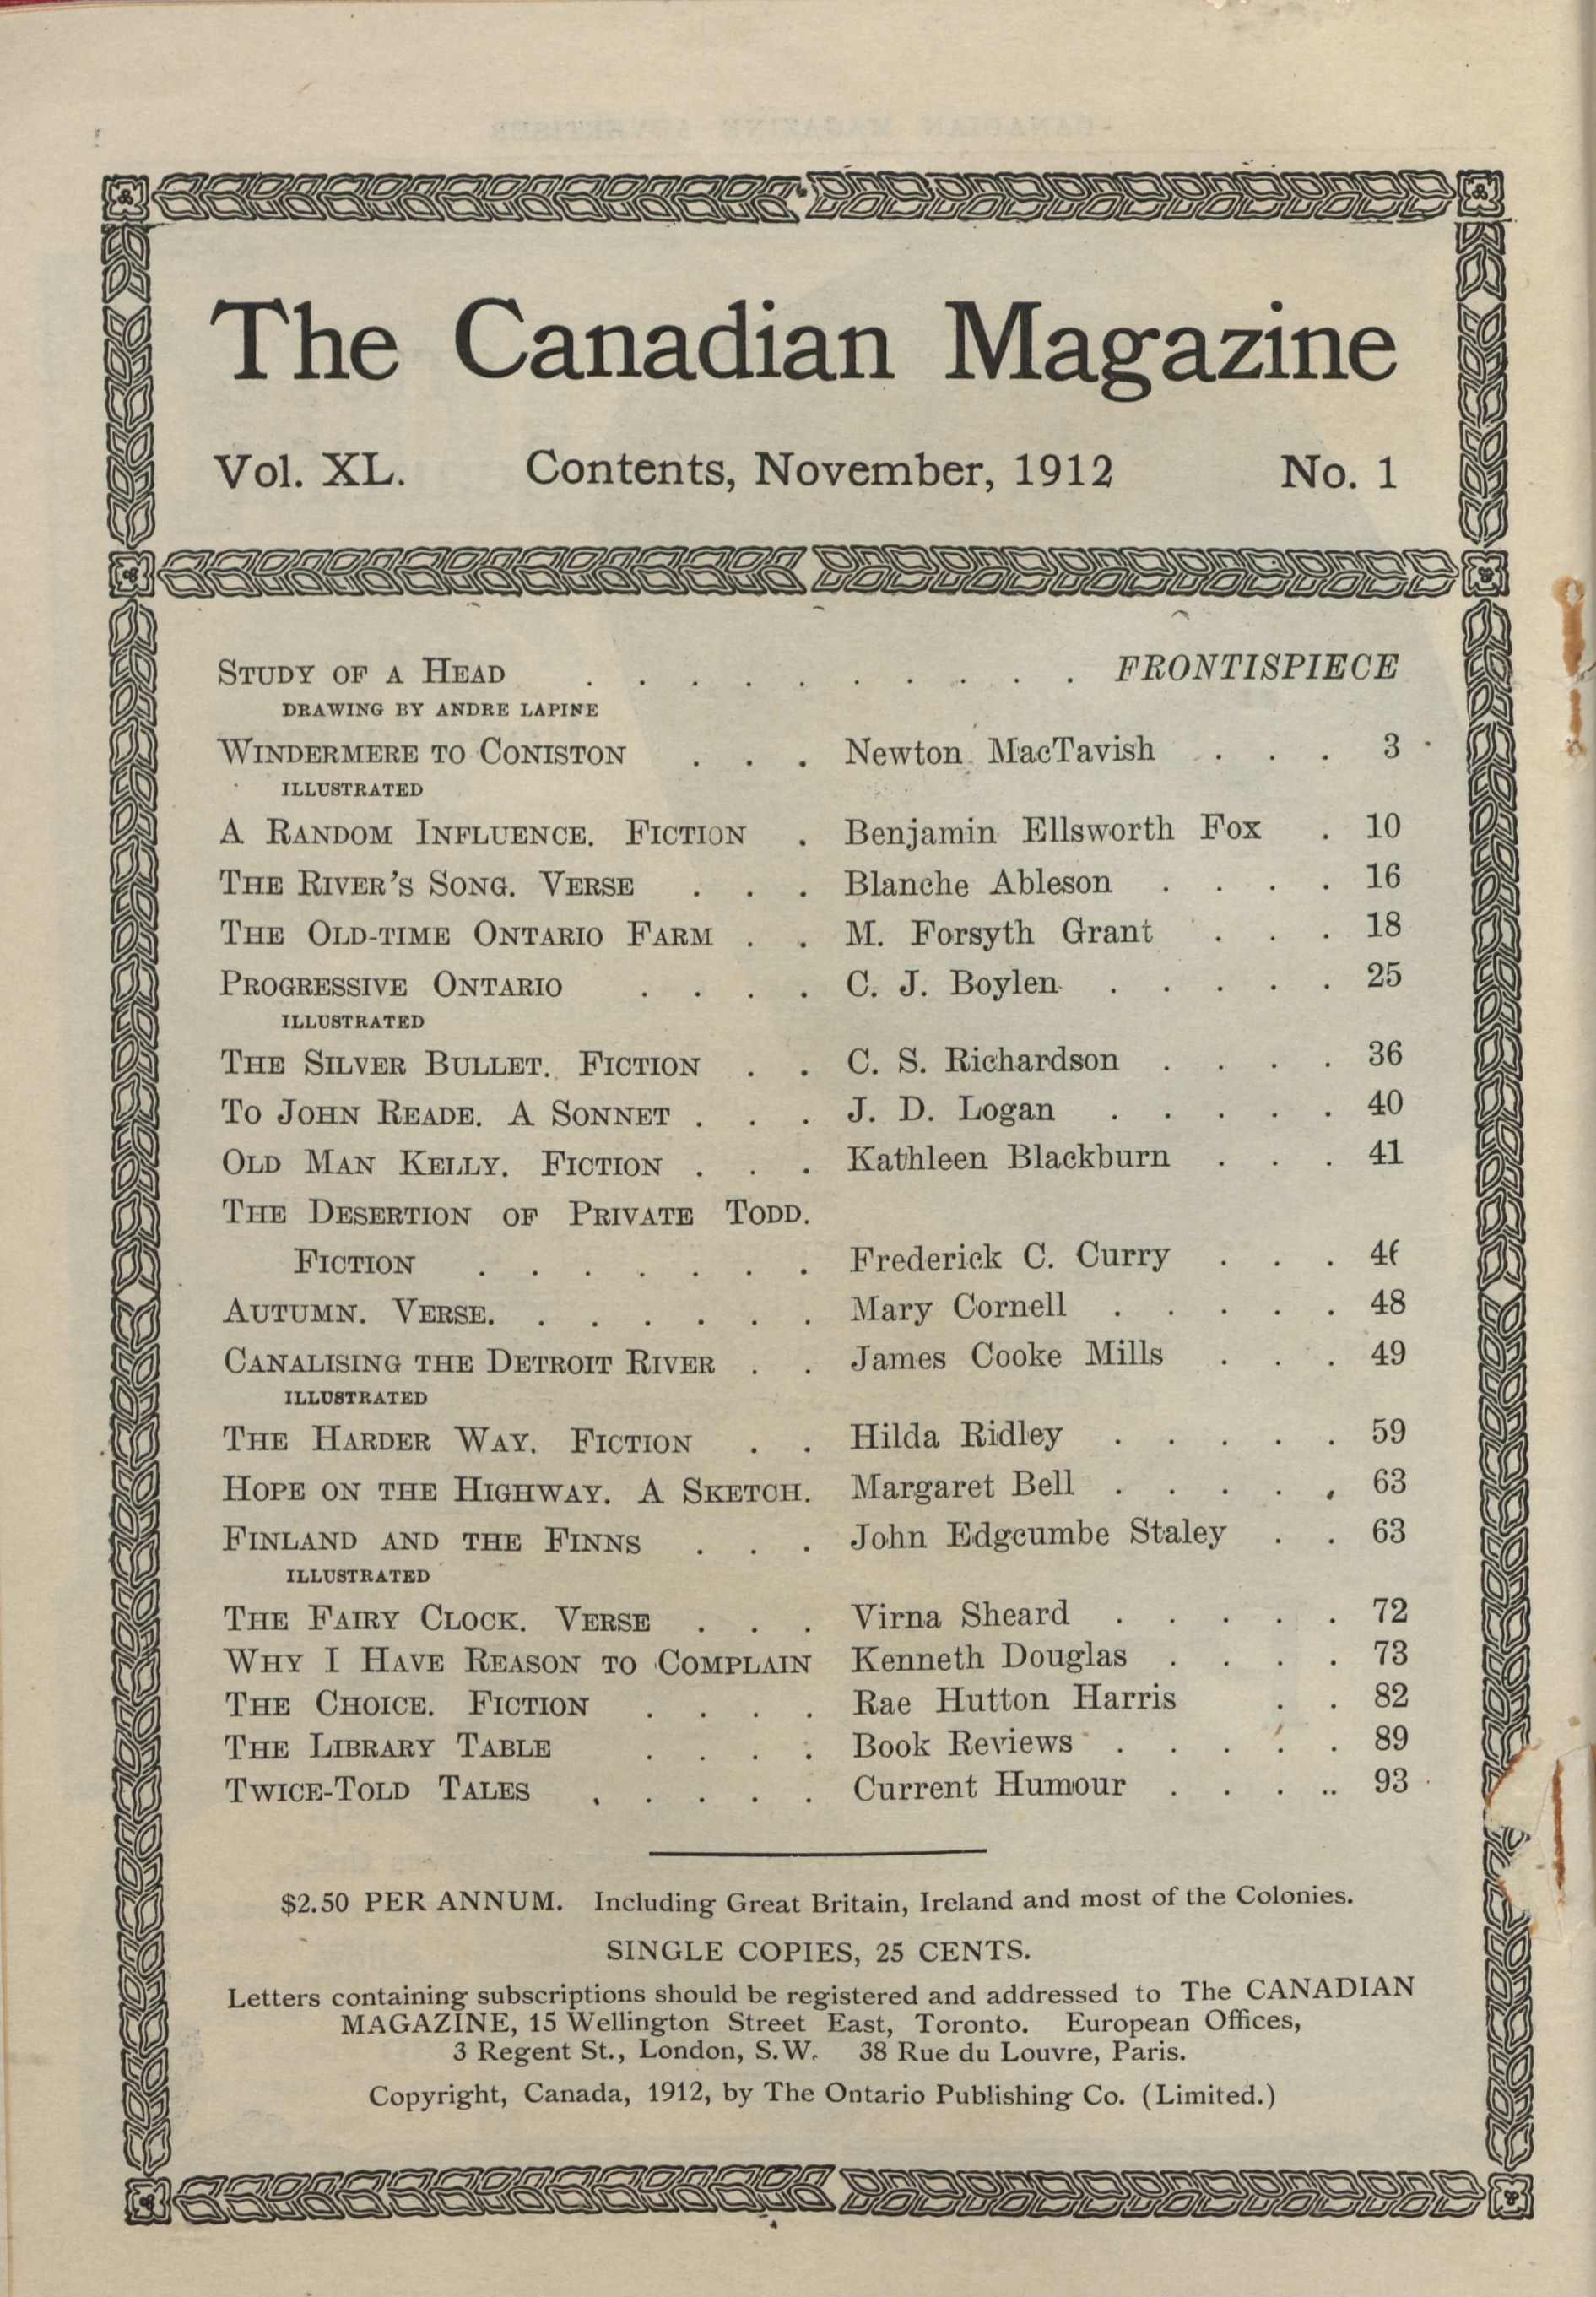 The Canadian Magazine
Vol. XL. Contents, November, 1912 No. 1
STUDY OF A HEAD . . . . . . . . . . FRONTISPIECE
DRAWING BY ANDRE LAPINE
WINDERMERE TO CONISTON . . . Newton MacTavish . . . 3
ILLUSTRATED
A RANDOM INFLUENCE. FICTION . Benjamin Ellsworth Fox . 10
THE RIVER'S SONG. VERSE . . . Blanche Ableson . . . . 16
THE OLD-TIME ONTARIO FARM . . M. Forsyth Grant . . . 18
PROGRESSIVE ONTARIO . . . . C. J. Boylen . . . . . 25
ILLUSTRATED
THE SILVER BULLET. FICTION . . C. S. Richardson . . . . 36
TO JOHN READE. A SONNET . . . J. D. Logan . . . . . 40
OLD MAN KELLY. FICTION . . . Kathleen Blackburn . . . 41
THE DESERTION OF PRIVATE TODD.
FICTION . . . . . . . Frederick C. Curry . . . 46
AUTUMN. VERSE. . . . . . . Mary Cornell . . . . . 48
CANALISING THE DETROIT RIVER . . James Cooke Mills . . . 49
ILLUSTRATED
THE HARDER WAY. FICTION . . Hilda Ridley . . . . . 59
HOPE ON THE HIGHWAY. A SKETCH. Margaret Bell . . . . . 63
FINLAND AND THE FINNS . . . John Edgcumbe Staley . . 63
ILLUSTRATED
THE FAIRY CLOCK. VERSE . . . Virna Sheard . . . . . 72
WHY I HAVE REASON TO COMPLAIN Kenneth Douglas . . . . 73
THE CHOICE. FICTION . . . . Rae Hutton Harris . . 82
THE LIBRARY TABLE . . . . Book Reviews . . . . . 89
TWICE-TOLD TALES . . . . . Current Humour . . . .. 93
$2.50 PER ANNUM. Including Great Britain, Ireland and most of the Colonies.
SINGLE COPIES, 25 CENTS.
Letters containing subscriptions should be registered and addressed to The CANADIAN
MAGAZINE, 15 Wellington Street East, Toronto. European Offices,
3 Regent St., London, S.W. 38 Rue du Louvre, Paris.
Copyright, Canada, 1912, by The Ontario Publishing Co. (Limited.)